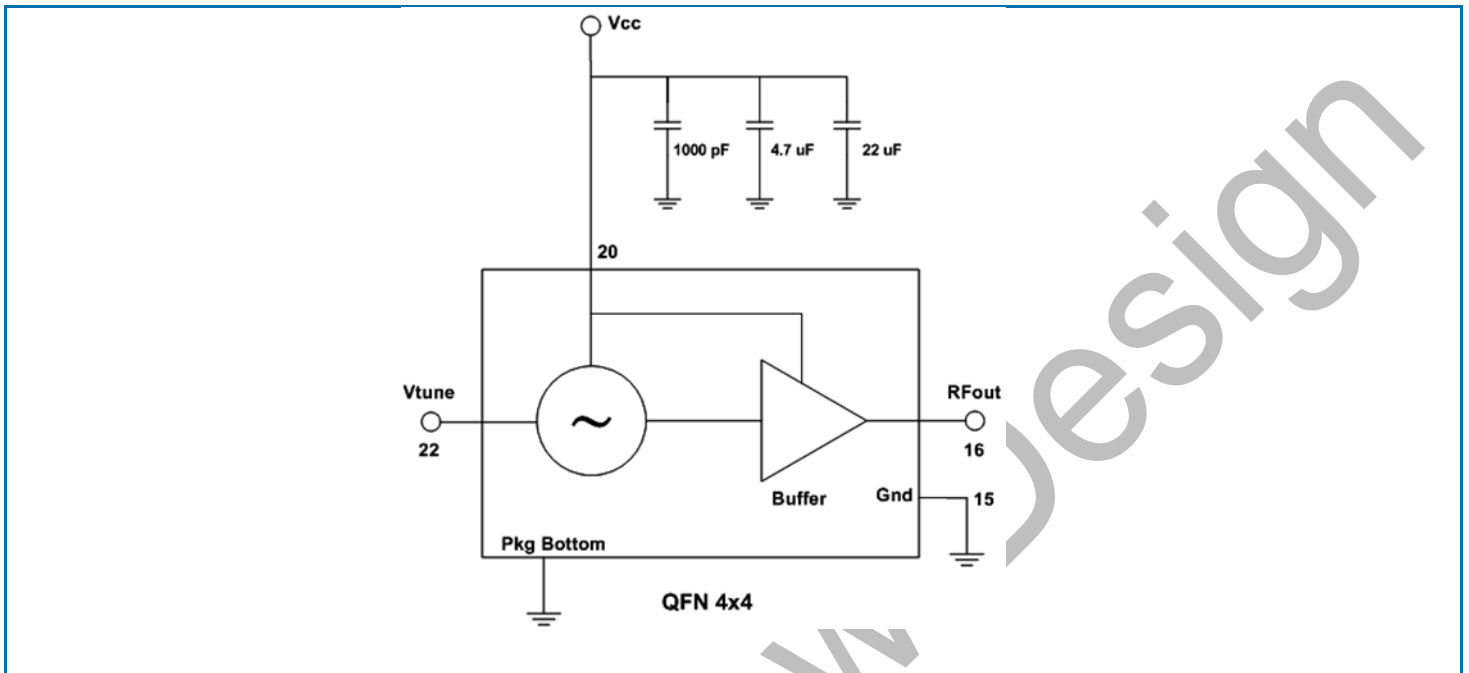 Vcc
1000 pF
4.7 uF
22 uF
20
Vtune
22
~
RFout
16
Buffer
Gnd
15
Pkg Bottom
QFN 4x4
w Design